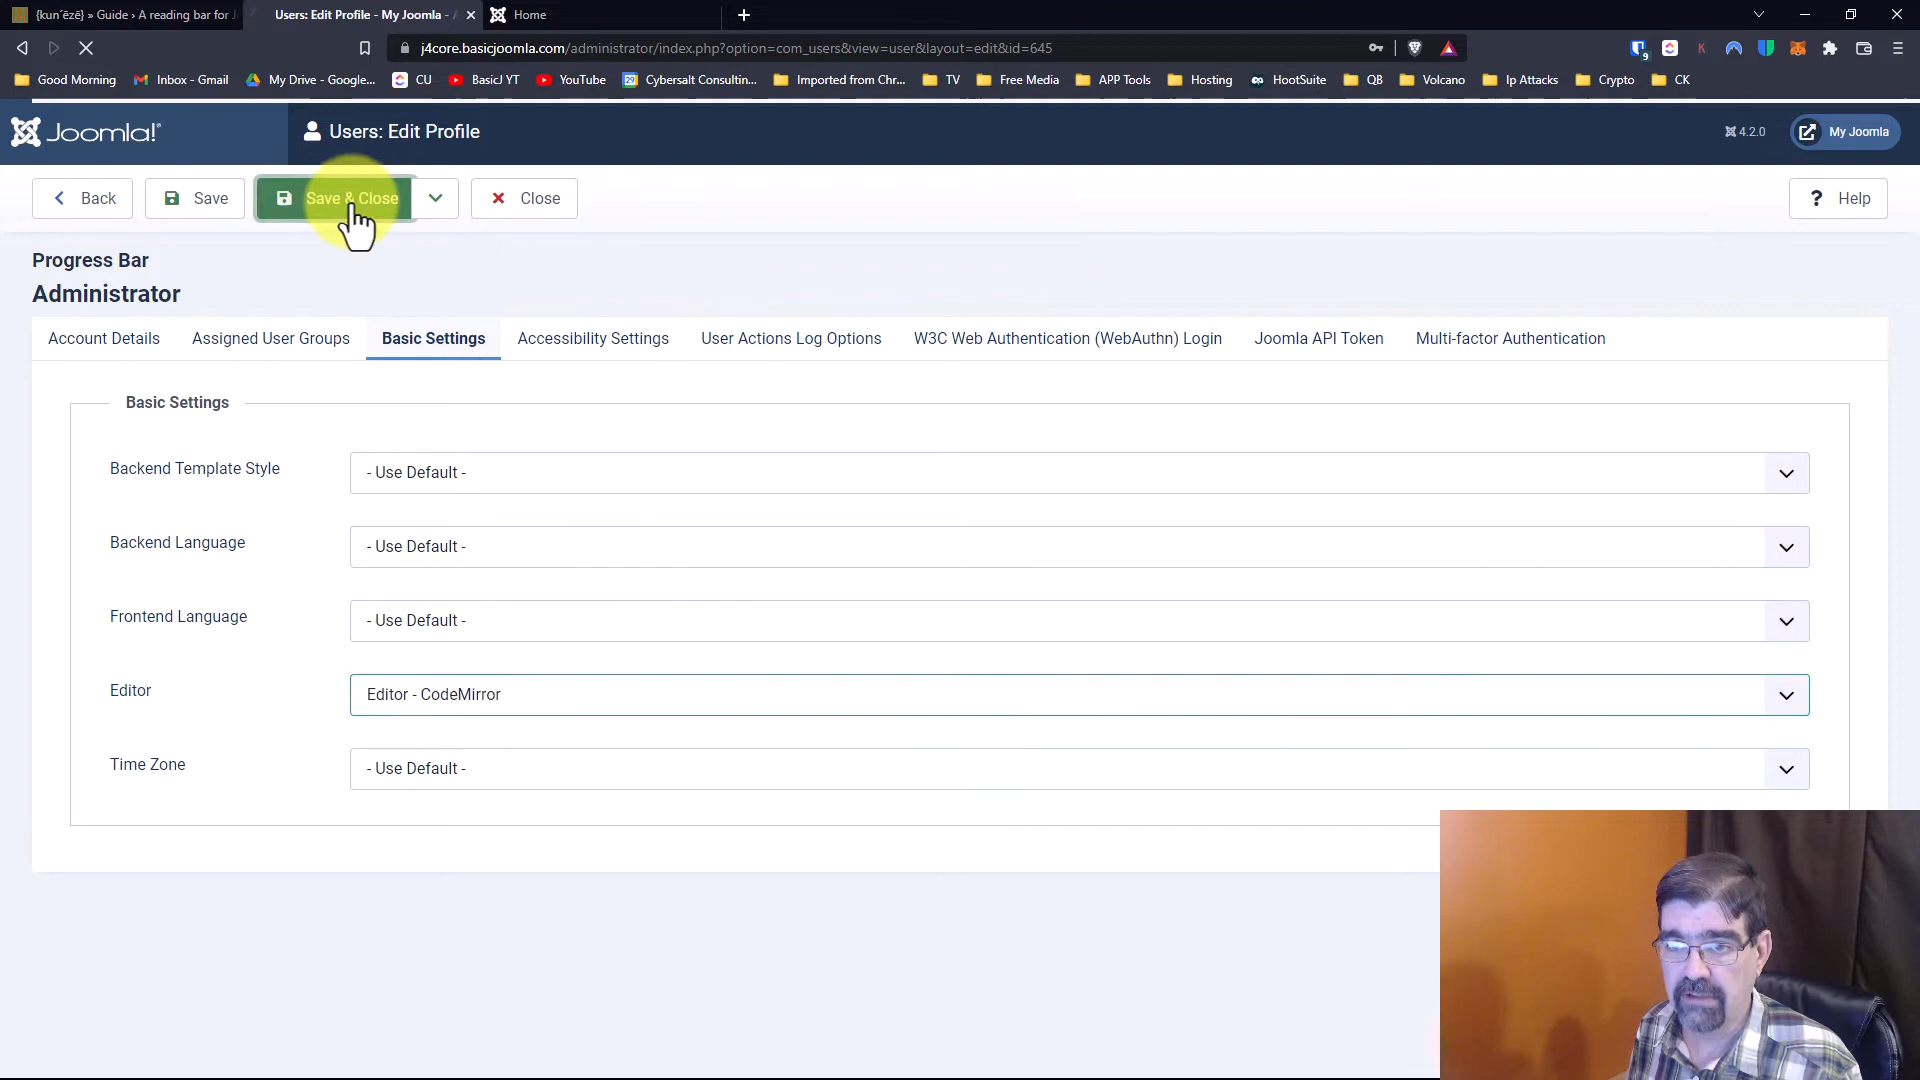 {kun´ēzē} » Guide › A reading bar for J
Users: Edit Profile - My Joomla - A
Home
j4core.basicjoomla.com/administrator/index.php?option=com_users&view=user&layout=edit&id=645
9
Good Morning
Inbox - Gmail
My Drive - Google...
CU
BasicJ YT
YouTube
29
Cybersalt Consultin...
Imported from Chr...
TV
Free Media
APP Tools
Hosting
HootSuite
QB
Volcano
Ip Attacks
Crypto
CK
Joomla!
Users: Edit Profile
4.2.0
My Joomla
Back
Save
Save & Close
Close
? Help
Progress Bar
Administrator
Account Details
Assigned User Groups
Basic Settings
Accessibility Settings
User Actions Log Options
W3C Web Authentication (WebAuthn) Login
Joomla API Token
Multi-factor Authentication
Basic Settings
Backend Template Style
- Use Default -
Backend Language
- Use Default -
Frontend Language
- Use Default -
Editor
Editor - CodeMirror
Time Zone
- Use Default -